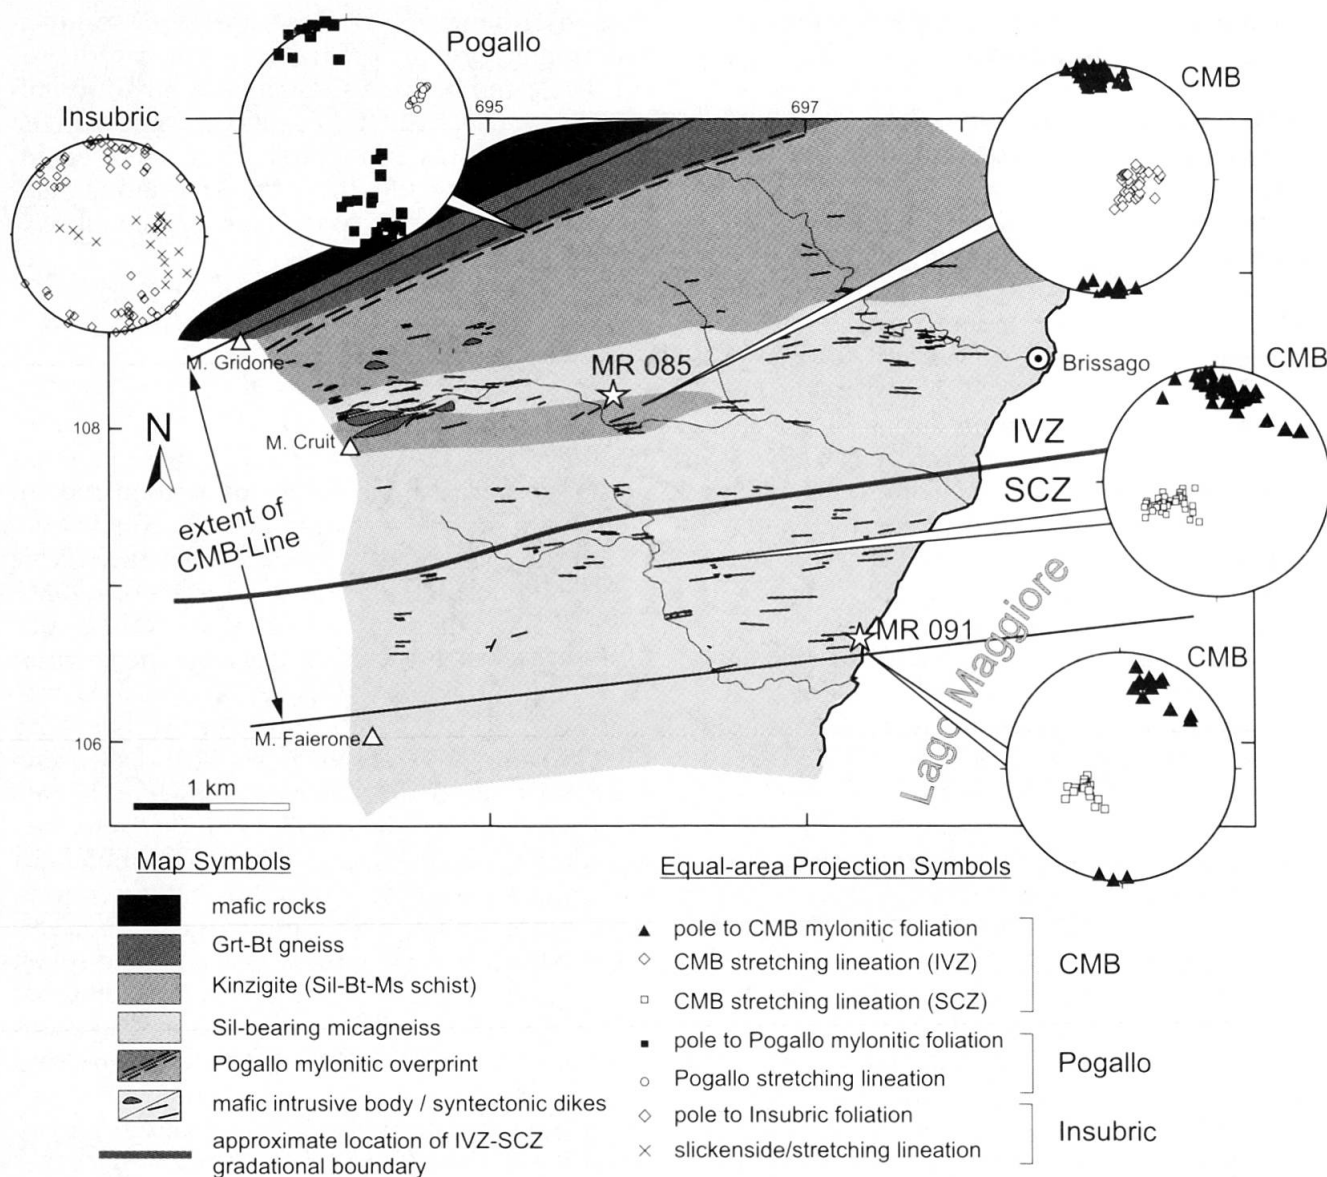 Pogallo
CMB
Insubric
695
697
M. Gridone
MR 085
Brissago
CMB
108
N
M. Cruit
IVZ
SCZ
extent of
CMB-Line
MR 091
CMB
Lago Maggiore
106
M. Faierone
1 km
Map Symbols
mafic rocks
Grt-Bt gneiss
Kinzigite (Sil-Bt-Ms schist)
Sil-bearing micagneiss
Pogallo mylonitic overprint
mafic intrusive body / syntectonic dikes
approximate location of IVZ-SCZ
gradational boundary
Equal-area Projection Symbols
pole to CMB mylonitic foliation
CMB stretching lineation (IVZ)
CMB stretching lineation (SCZ)
CMB
pole to Pogallo mylonitic foliation
Pogallo stretching lineation
Pogallo
pole to Insubric foliation
slickenside/stretching lineation
Insubric